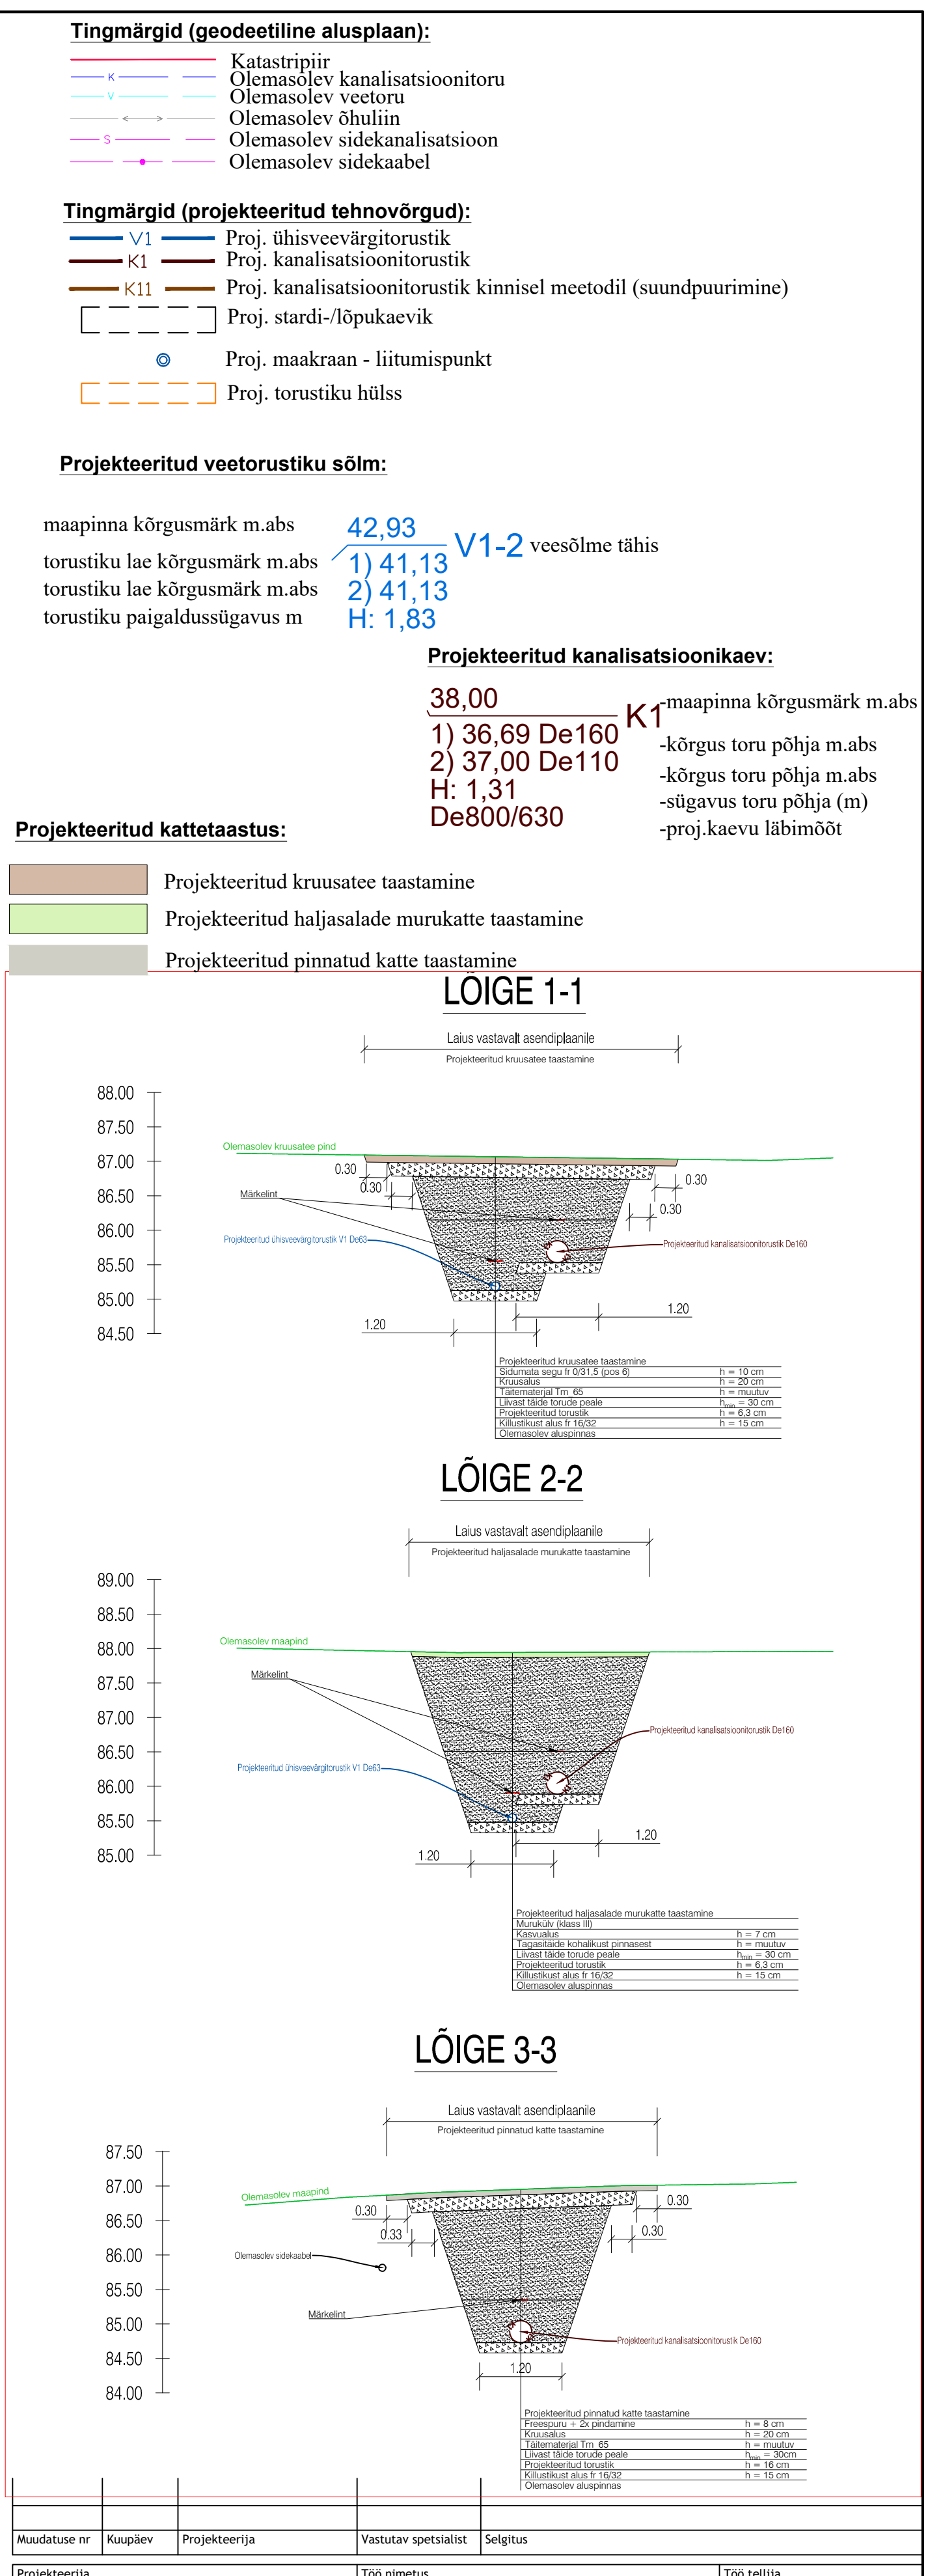 Tingmärgid (geodeetiline alusplaan):
Katastripiir
K
Olemasolev kanalisatsioonitoru
V
Olemasolev veetoru
Olemasolev õhuliin
S
Olemasolev sidekanalisatsioon
Olemasolev sidekaabel
Tingmärgid (projekteeritud tehnovõrgud):
V1
Proj. ühisveevärgitorustik
K1
Proj. kanalisatsioonitorustik
K11
Proj. kanalisatsioonitorustik kinnisel meetodil (suundpuurimine)
Proj. stardi-/lõpukaevik
Proj. maakraan - liitumispunkt
Proj. torustiku hülss
Projekteeritud veetorustiku sõlm:
maapinna kõrgusmärk m.abs 42,93
V1-2 veesõlme tähis
torustiku lae kõrgusmärk m.abs 1) 41,13
torustiku lae kõrgusmärk m.abs 2) 41,13
torustiku paigaldussügavus m H: 1,83
Projekteeritud kanalisatsioonikaev:
38,00 K1 -maapinna kõrgusmärk m.abs
1) 36,69 De160 -kõrgus toru põhja m.abs
2) 37,00 De110 -kõrgus toru põhja m.abs
H: 1,31 -sügavus toru põhja (m)
De800/630 -proj.kaevu läbimõõt
Projekteeritud kattetaastus:
Projekteeritud kruusatee taastamine
Projekteeritud haljasalade murukatte taastamine
Projekteeritud pinnatud katte taastamine
LÕIGE 1-1
Laius vastavalt asendiplaanile
Projekteeritud kruusatee taastamine
88.00
87.50
87.00
86.50
86.00
85.50
85.00
84.50
Olemasolev kruusatee pind
0.30
0.30
0.30
0.30
Märkelint
Projekteeritud ühisveevärgitorustik V1 De63
Projekteeritud kanalisatsioonitorustik De160
1.20
1.20
Projekteeritud kruusatee taastamine
Sidumata segu fr 0/31,5 (pos 6) h = 10 cm
Kruusalus h = 20 cm
Täitematerjal Tm_65 h = muutuv
Liivast täide torude peale hmin = 30 cm
Projekteeritud torustik h = 6,3 cm
Killustikust alus fr 16/32 h = 15 cm
Olemasolev aluspinnas
LÕIGE 2-2
Laius vastavalt asendiplaanile
Projekteeritud haljasalade murukatte taastamine
89.00
88.50
88.00
87.50
87.00
86.50
86.00
85.50
85.00
Olemasolev maapind
Märkelint
Projekteeritud kanalisatsioonitorustik De160
Projekteeritud ühisveevärgitorustik V1 De63
1.20
1.20
Projekteeritud haljasalade murukatte taastamine
Murukülv (klass III)
Kasvualus h = 7 cm
Tagasitäide kohalikust pinnasest h = muutuv
Liivast täide torude peale hmin = 30 cm
Projekteeritud torustik h = 6,3 cm
Killustikust alus fr 16/32 h = 15 cm
Olemasolev aluspinnas
LÕIGE 3-3
Laius vastavalt asendiplaanile
Projekteeritud pinnatud katte taastamine
87.50
87.00
86.50
86.00
85.50
85.00
84.50
84.00
Olemasolev maapind
0.30
0.30
0.33
0.30
Olemasolev sidekaabel
Märkelint
Projekteeritud kanalisatsioonitorustik De160
1.20
Projekteeritud pinnatud katte taastamine
Freespuru + 2x pindamine h = 8 cm
Kruusalus h = 20 cm
Täitematerjal Tm_65 h = muutuv
Liivast täide torude peale hmin = 30cm
Projekteeritud torustik h = 16 cm
Killustikust alus fr 16/32 h = 15 cm
Olemasolev aluspinnas
Muudatuse nr Kuupäev Projekteerija Vastutav spetsialist Selgitus
Projekteerija Töö nimetus Töö tellija